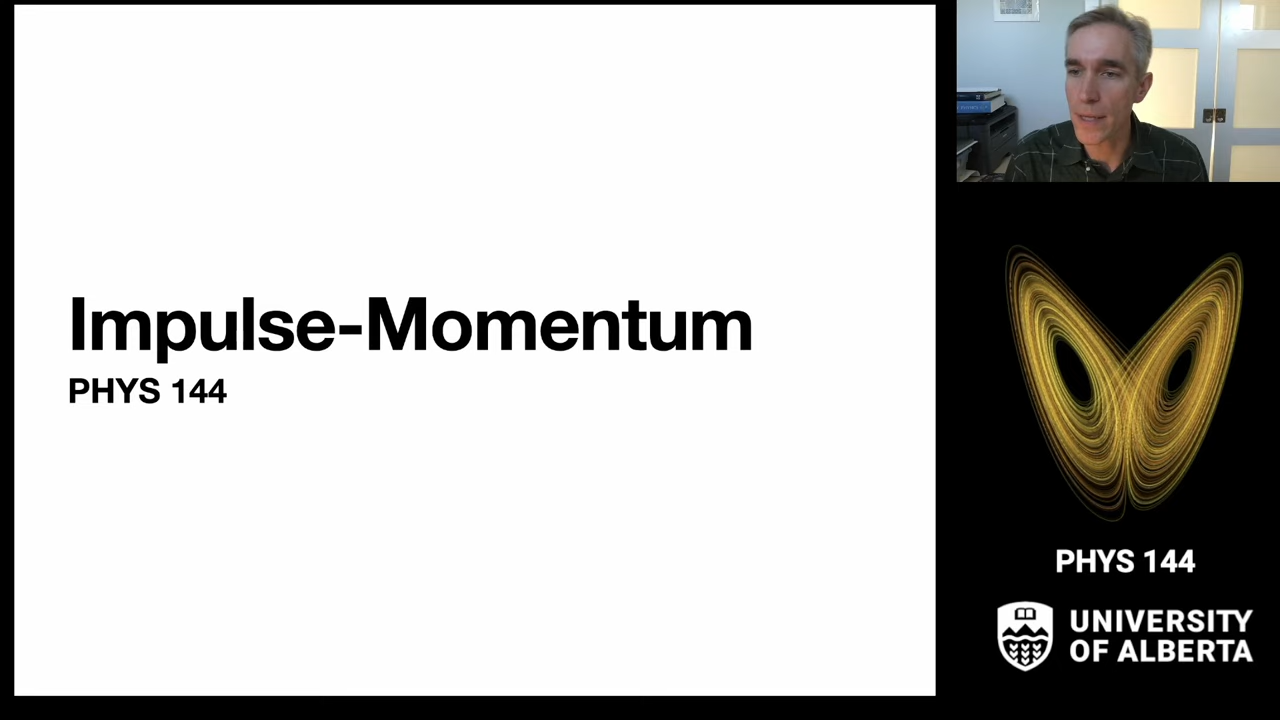 Impulse-Momentum
PHYS 144
PHYS 144
UNIVERSITY
OF ALBERTA